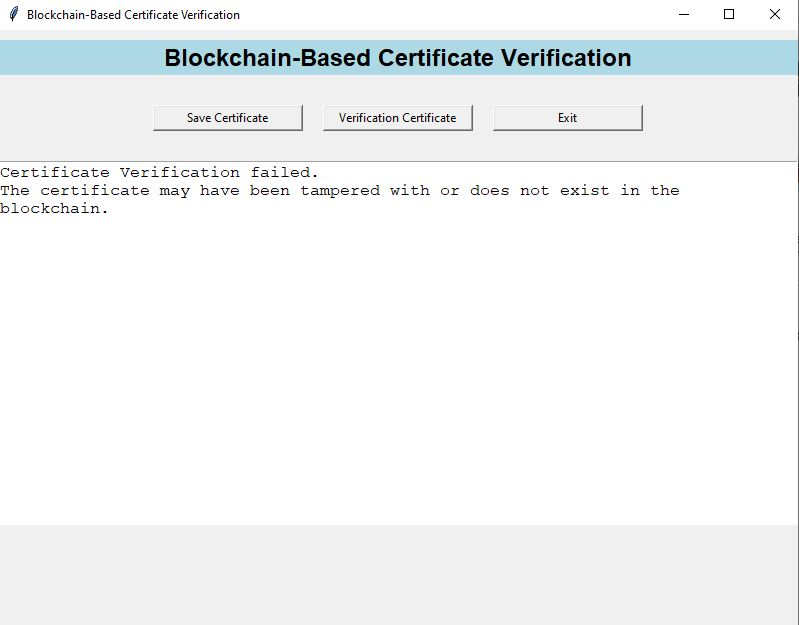 Blockchain-Based Certificate Verification
Blockchain-Based Certificate Verification
Save Certificate
Verification Certificate
Exit
Certificate Verification failed.
The certificate may have been tampered with or does not exist in the
blockchain.